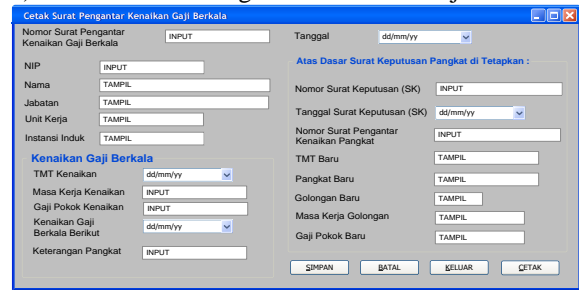 Cetak Surat Pengantar Kenaikan Gaji Berkala
Nomor Surat Pengantar
Kenaikan Gaji Berkala
INPUT
NIP
INPUT
Nama
TAMPIL
Jabatan
TAMPIL
Unit Kerja
TAMPIL
Instansi Induk
TAMPIL
Kenaikan Gaji Berkala
TMT Kenaikan
dd/mm/yy
Masa Kerja Kenaikan
INPUT
Gaji Pokok Kenaikan
INPUT
Kenaikan Gaji
Berkala Berikut
dd/mm/yy
Keterangan Pangkat
INPUT
Tanggal
dd/mm/yy
Atas Dasar Surat Keputusan Pangkat di Tetapkan :
Nomor Surat Keputusan (SK)
INPUT
Tanggal Surat Keputusan (SK)
dd/mm/yy
Nomor Surat Pengantar
Kenaikan Pangkat
INPUT
TMT Baru
TAMPIL
Pangkat Baru
TAMPIL
Golongan Baru
TAMPIL
Masa Kerja Golongan
TAMPIL
Gaji Pokok Baru
TAMPIL
SIMPAN
BATAL
KELUAR
CETAK